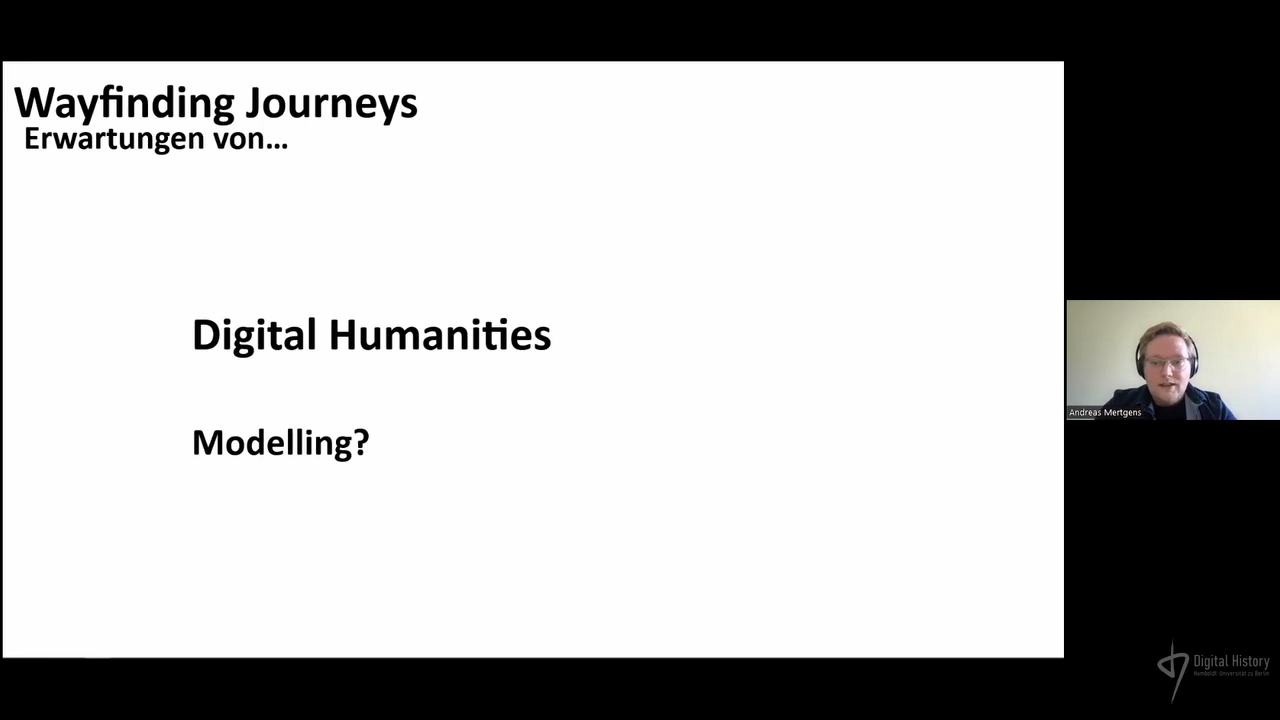 Wayfinding Journeys
Erwartungen von...
Digital Humanities
Modelling?
Andreas Mertgens
Digital History
Humboldt-Universität zu Berlin